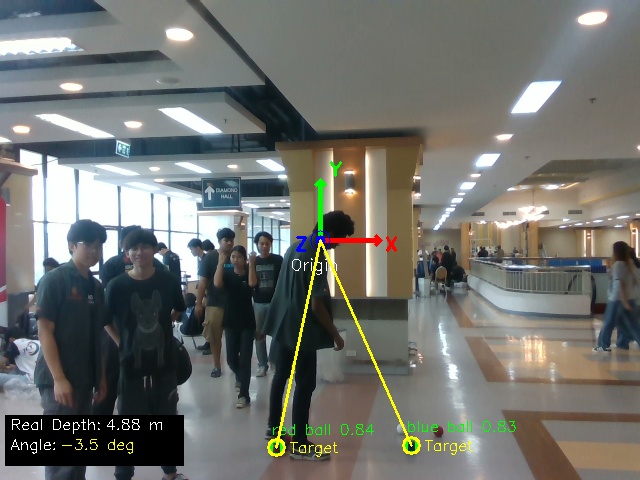 DIAMOND
HALL
Y
Z
X
Origin
red ball 0.84
blue ball 0.83
Target
Target
Real Depth: 4.88 m
Angle: −3.5 deg